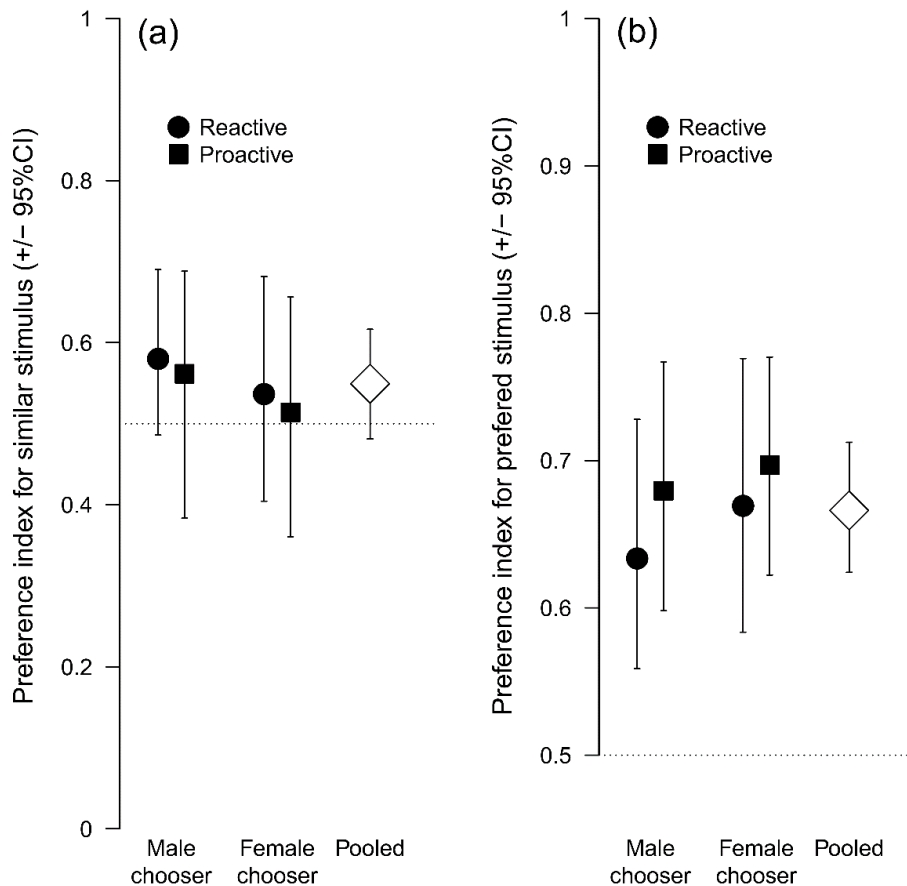 (a)
Preference index for similar stimulus (+/− 95%CI)
1
0.8
0.6
0.4
0.2
0
Reactive
Proactive
Male
chooser
Female
chooser
Pooled
(b)
Preference index for prefered stimulus (+/− 95%CI)
1
0.9
0.8
0.7
0.6
0.5
Reactive
Proactive
Male
chooser
Female
chooser
Pooled